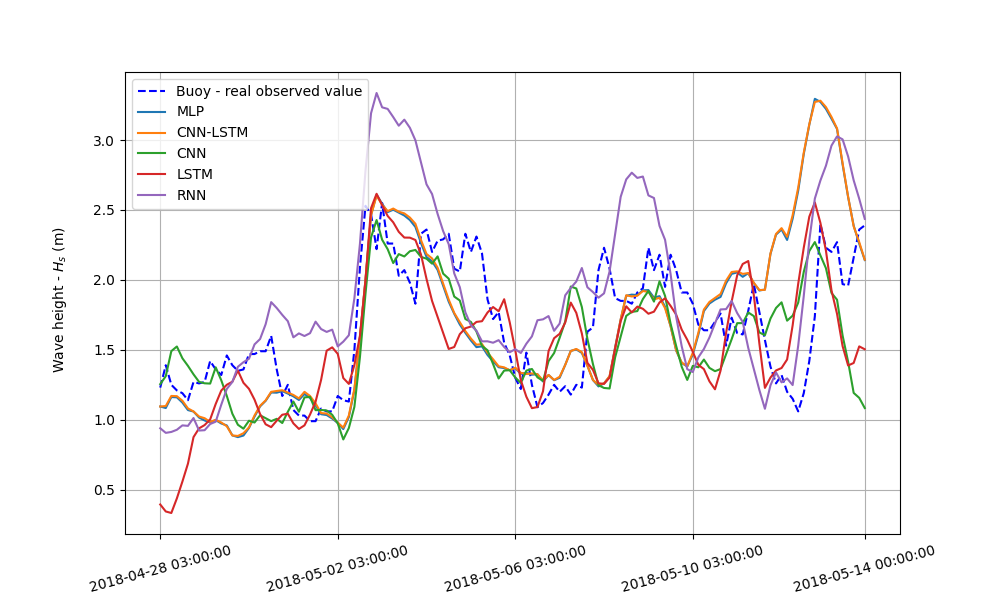 Buoy - real observed value
MLP
CNN-LSTM
CNN
LSTM
RNN
Wave height - Hₛ (m)
3.0
2.5
2.0
1.5
1.0
0.5
2018-04-28 03:00:00
2018-05-02 03:00:00
2018-05-06 03:00:00
2018-05-10 03:00:00
2018-05-14 00:00:00